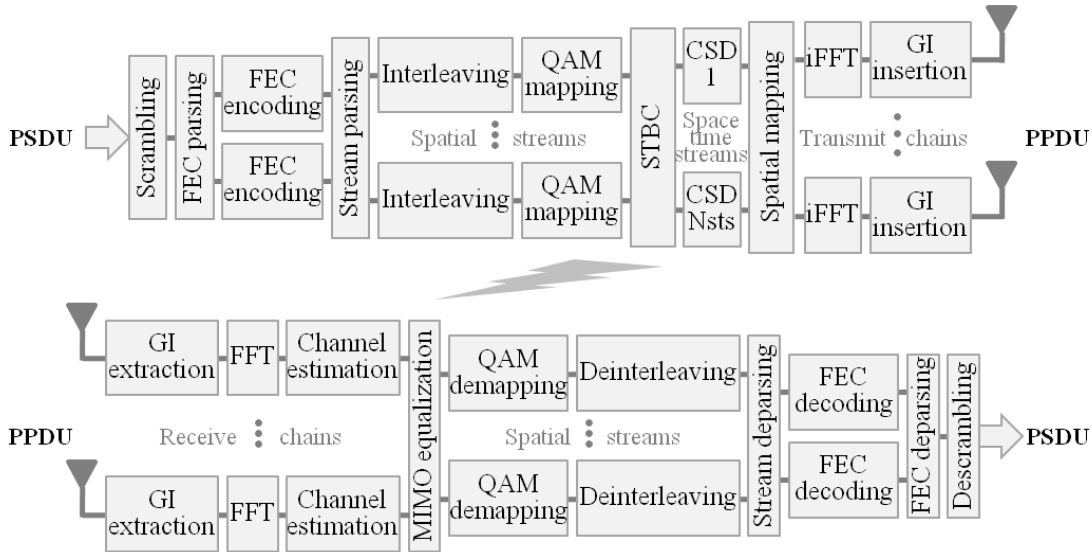 PSDU
Scrambling
FEC parsing
FEC
encoding
FEC
encoding
Stream parsing
Interleaving
QAM
mapping
Spatial streams
Interleaving
QAM
mapping
STBC
CSD
1
Space
time
streams
CSD
Nsts
Spatial mapping
iFFT
GI
insertion
Transmit chains
iFFT
GI
insertion
PPDU
PPDU
GI
extraction
FFT
Channel
estimation
Receive chains
GI
extraction
FFT
Channel
estimation
MIMO equalization
QAM
demapping
Deinterleaving
Spatial streams
QAM
demapping
Deinterleaving
Stream deparsing
FEC
decoding
FEC
decoding
FEC deparsing
Descrambling
PSDU